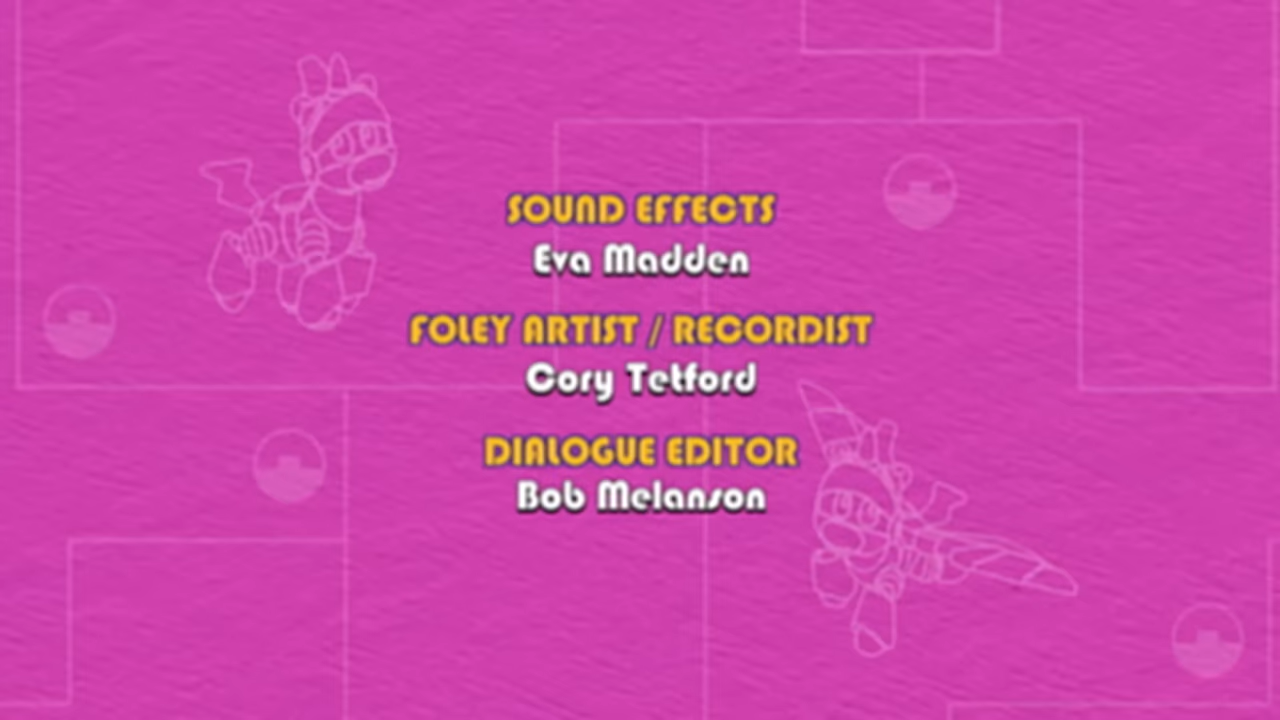 SOUND EFFECTS
Eva Madden
FOLEY ARTIST / RECORDIST
Cory Tetford
DIALOGUE EDITOR
Bob Melanson